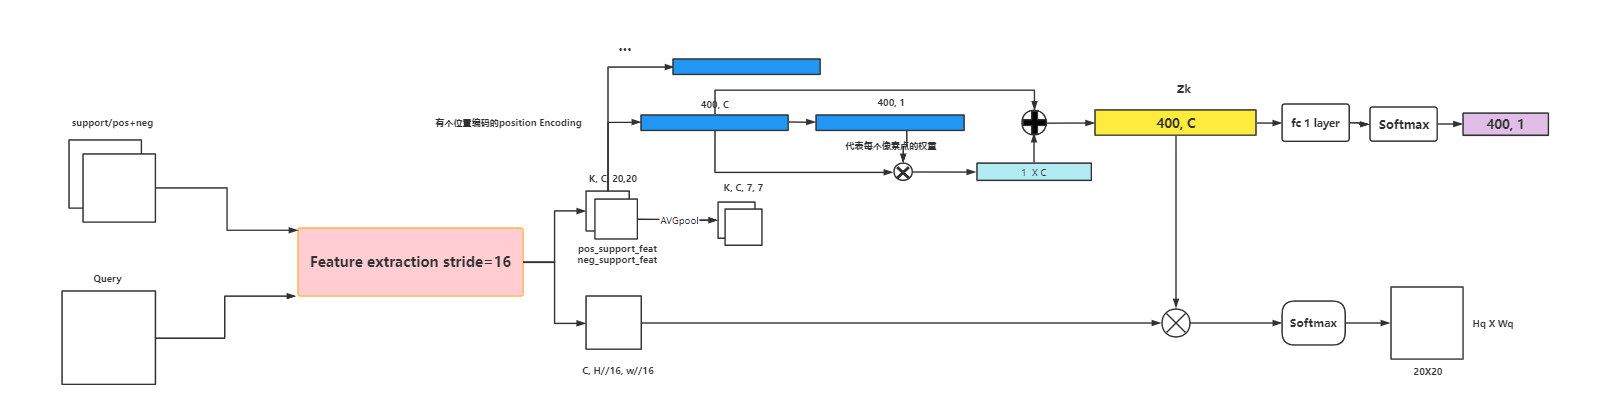 ...
400, C
400, 1
Zk
support/pos+neg
有个位置编码的position Encoding
400, C
fc 1 layer
Softmax
400, 1
代表每个像素点的权重
K, C, 20,20
1 X C
K, C, 7, 7
AVGpool
pos_support_feat
neg_support_feat
Feature extraction stride=16
Query
Softmax
Hq X Wq
C, H//16, w//16
20X20